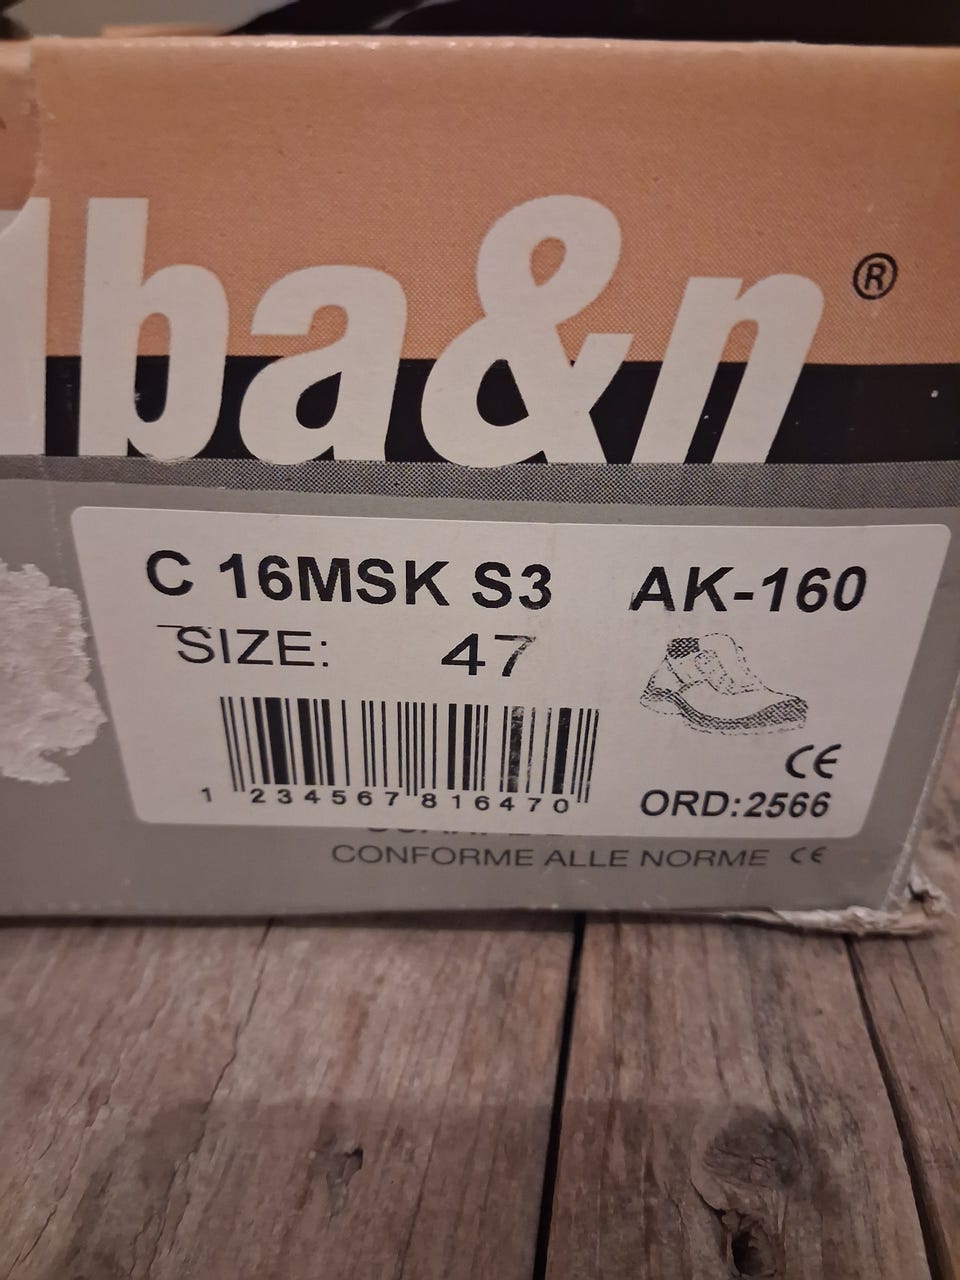 lba&n®
C 16MSK S3 AK-160
SIZE: 47
1 234567 816470
CE
ORD:2566
CONFORME ALLE NORME CE